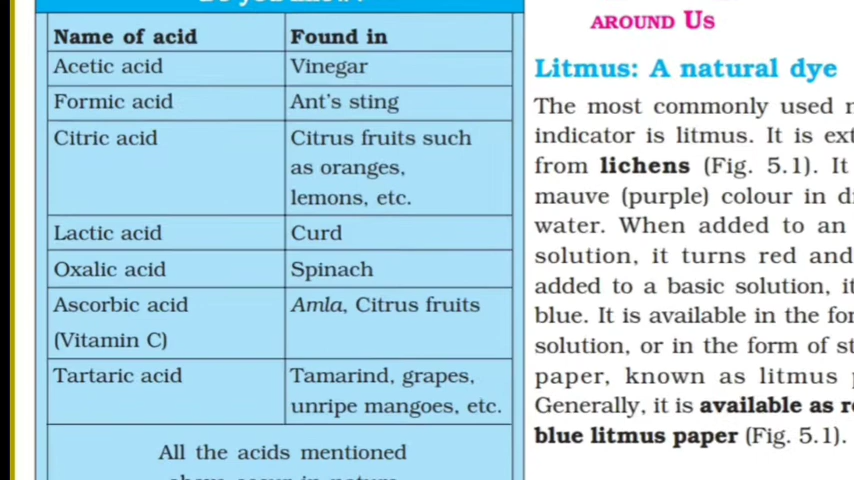 Name of acid Found in
Acetic acid Vinegar
Formic acid Ant's sting
Citric acid Citrus fruits such
as oranges,
lemons, etc.
Lactic acid Curd
Oxalic acid Spinach
Ascorbic acid Amla, Citrus fruits
(Vitamin C)
Tartaric acid Tamarind, grapes,
unripe mangoes, etc.
All the acids mentioned
AROUND US
Litmus: A natural dye
The most commonly used
indicator is litmus. It is
from lichens (Fig. 5.1). It
mauve (purple) colour in
water. When added to an
solution, it turns red and
added to a basic solution, it
blue. It is available in the
solution, or in the form of
paper, known as litmus
Generally, it is available as
blue litmus paper (Fig. 5.1).